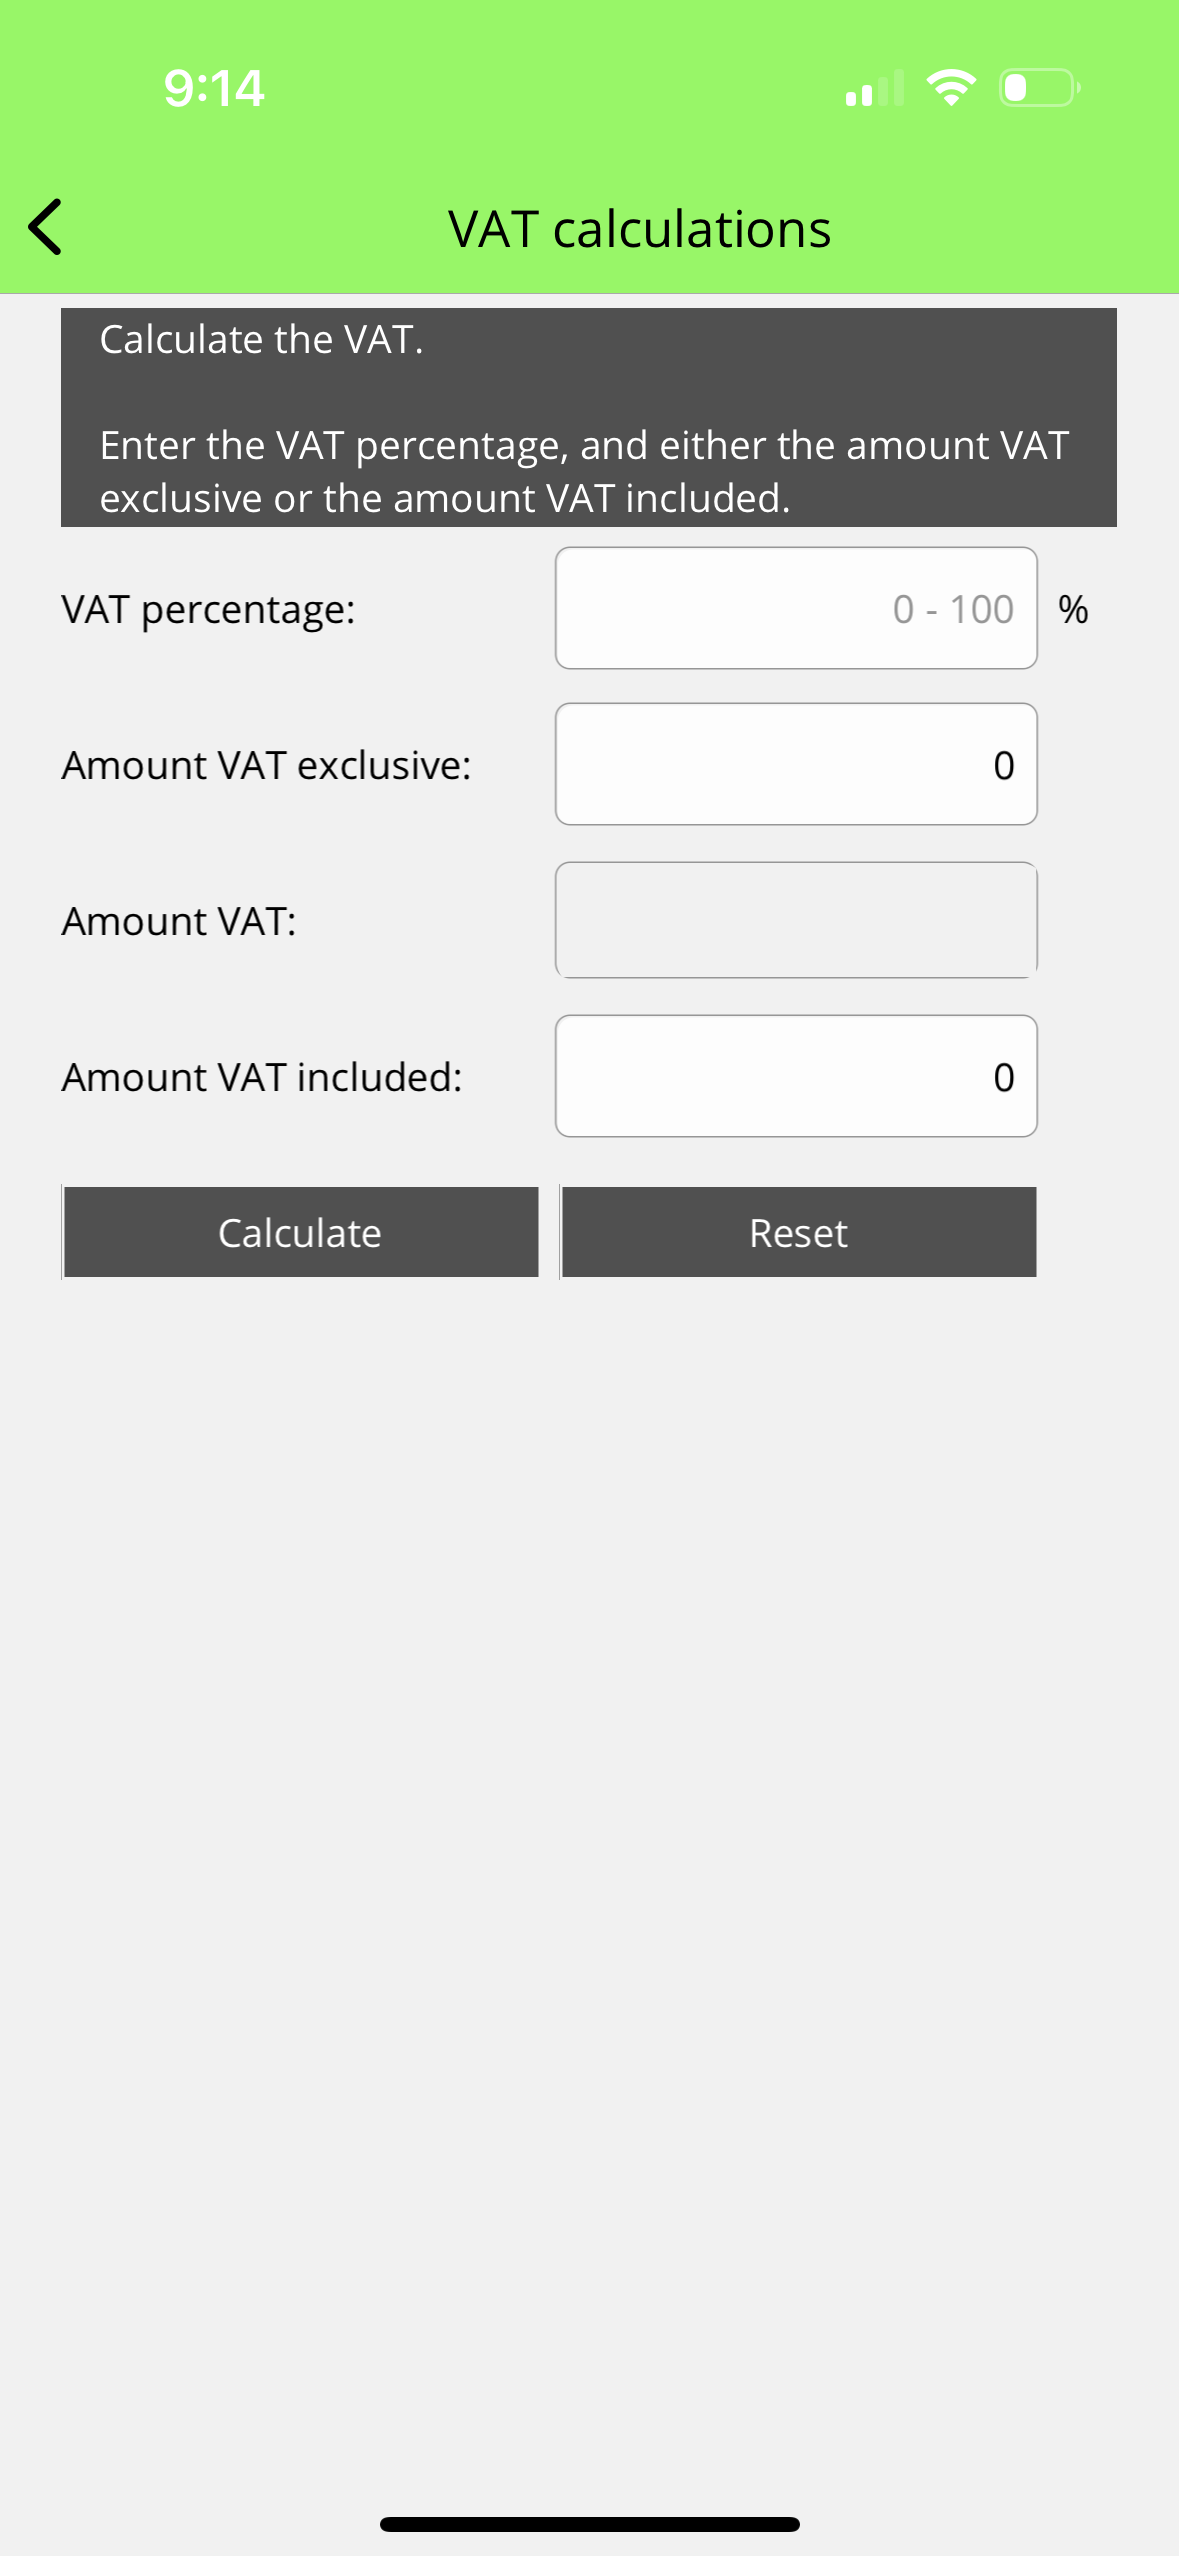 9:14
VAT calculations
Calculate the VAT.
Enter the VAT percentage, and either the amount VAT
exclusive or the amount VAT included.
VAT percentage: 0 - 100 %
Amount VAT exclusive: 0
Amount VAT:
Amount VAT included: 0
Calculate Reset